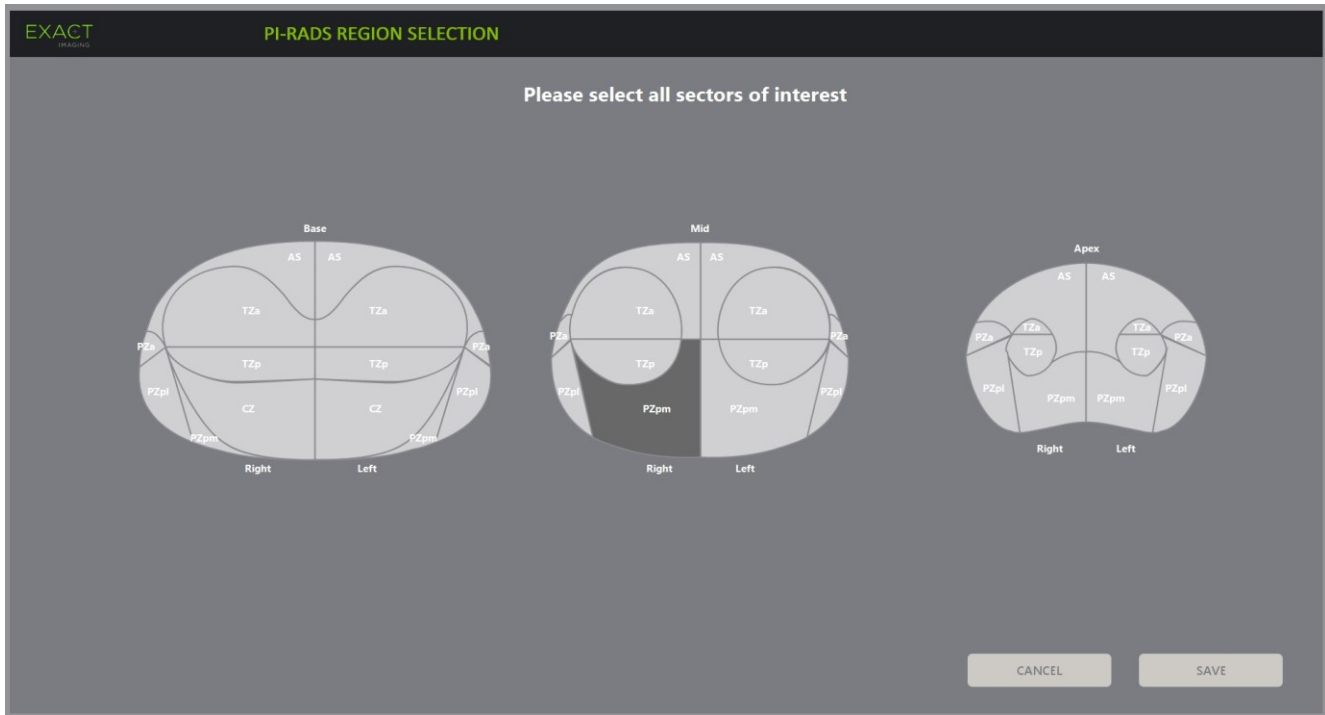 EXACT
IMAGING
PI-RADS REGION SELECTION
Please select all sectors of interest
Base
AS AS
TZa TZa
PZa PZa
TZp TZp
PZpl PZpl
CZ CZ
PZpm PZpm
Right Left
Mid
AS AS
TZa TZa
PZa PZa
TZp TZp
PZpl PZpl
PZpm PZpm
Right Left
Apex
AS AS
TZa TZa
PZa PZa
TZp TZp
PZpl PZpl
PZpm PZpm
Right Left
CANCEL SAVE